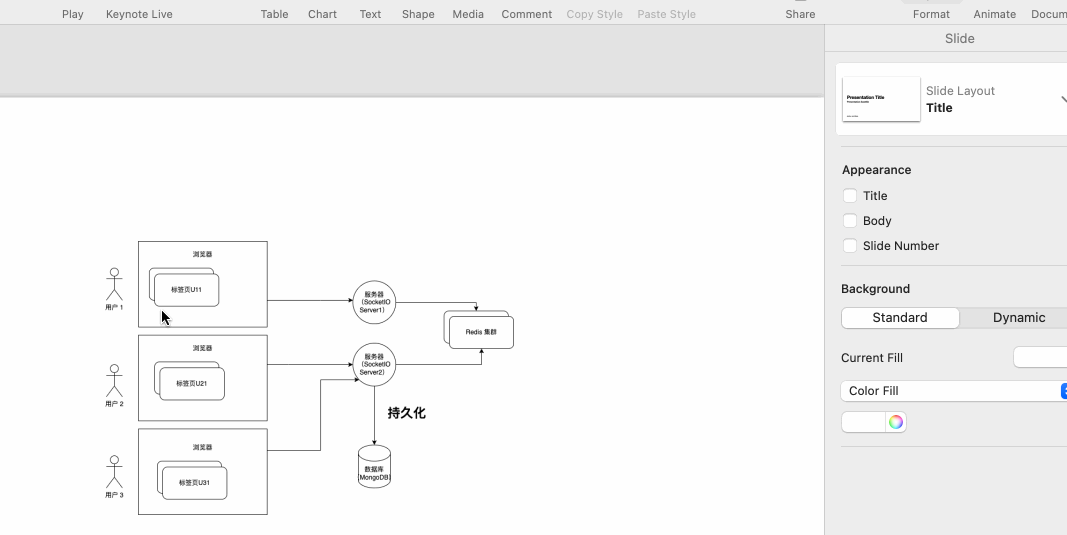 Play
Keynote Live
Table
Chart
Text
Shape
Media
Comment
Copy Style
Paste Style
Share
Format
Animate
Docum
Slide
Presentation Title
Slide Layout
Title
Appearance
Title
Body
Slide Number
Background
Standard
Dynamic
Current Fill
Color Fill
浏览器
标签页U11
用户 1
浏览器
标签页U21
用户 2
浏览器
标签页U31
用户 3
服务器
(SocketIO
Server1)
服务器
(SocketIO
Server2)
Redis 集群
持久化
数据库
MongoDB